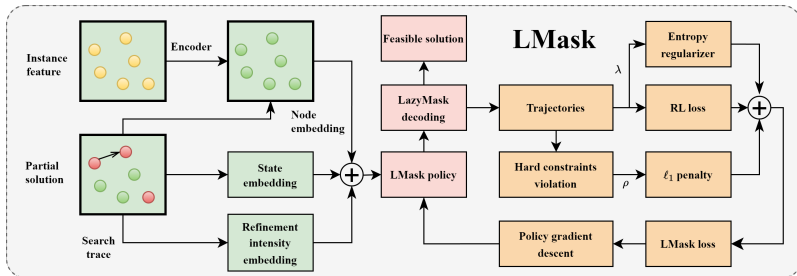 Instance
feature
Encoder
Node
embedding
Partial
solution
State
embedding
Refinement
intensity
embedding
Search
trace
Feasible solution
LazyMask
decoding
LMask policy
LMask
Trajectories
λ
Entropy
regularizer
RL loss
Hard constraints
violation
ρ
ℓ₁ penalty
Policy gradient
descent
LMask loss